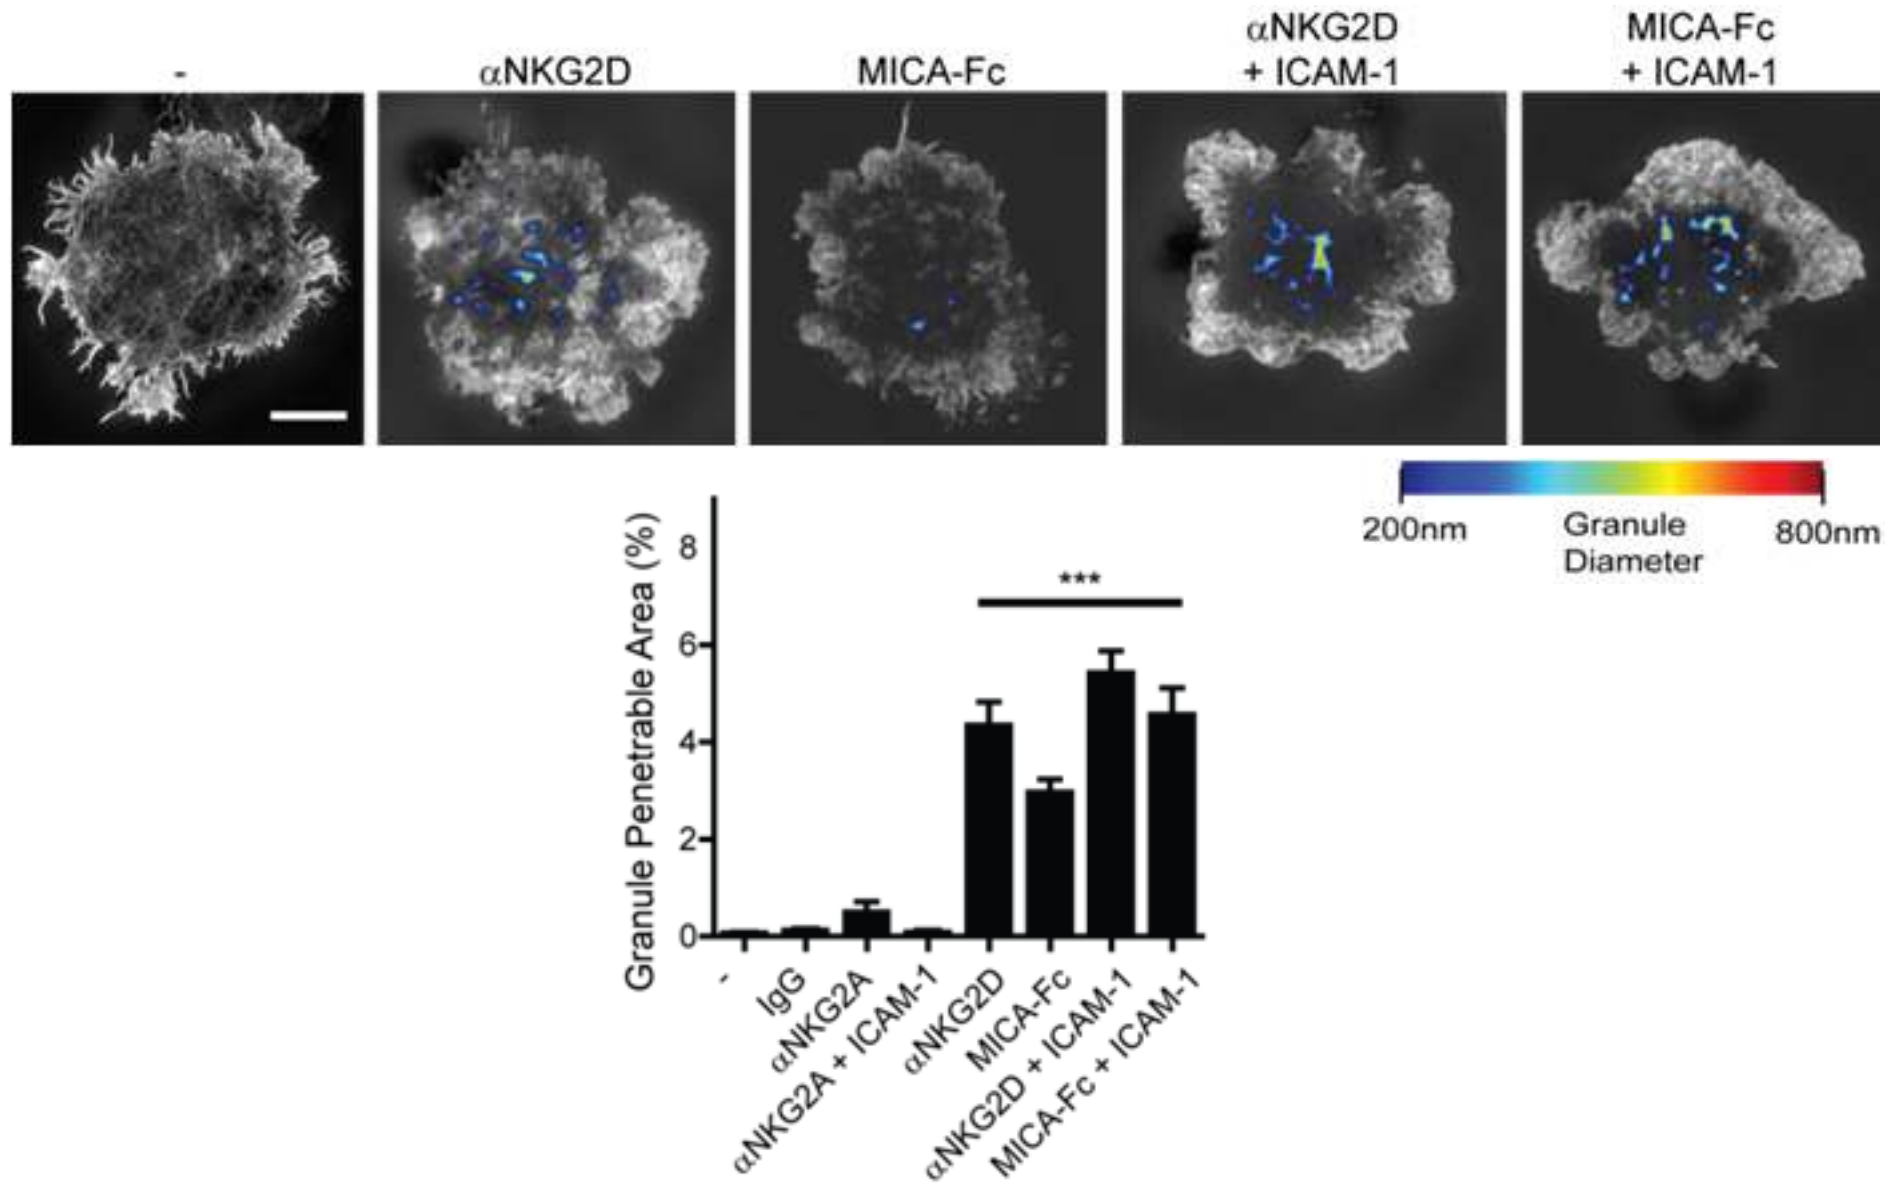 -
αNKG2D
MICA-Fc
αNKG2D
+ ICAM-1
MICA-Fc
+ ICAM-1
200nm
Granule
Diameter
800nm
Granule Penetrable Area (%)
8
6
4
2
0
***
-
IgG
αNKG2A
αNKG2A + ICAM-1
αNKG2D
MICA-Fc
αNKG2D + ICAM-1
MICA-Fc + ICAM-1